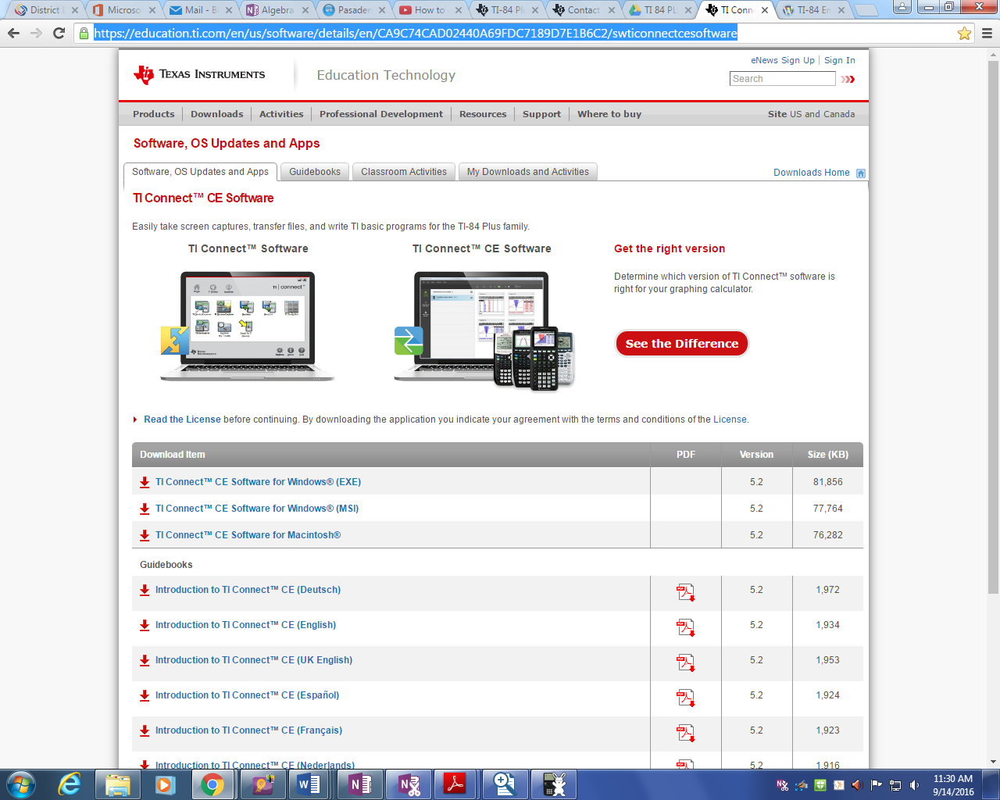 District
Microso
Mail - B
Algebra
Pasader
How to
TI-84 Pl
Contact
TI 84 PL
TI Conn
TI-84 Em
https://education.ti.com/en/us/software/details/en/CA9C74CAD02440A69FDC7189D7E1B6C2/swticonnectcesoftware
eNews Sign Up | Sign In
TEXAS INSTRUMENTS
Education Technology
Search
Products Downloads Activities Professional Development Resources Support Where to buy Site US and Canada
Software, OS Updates and Apps
Software, OS Updates and Apps Guidebooks Classroom Activities My Downloads and Activities Downloads Home
TI Connect™ CE Software
Easily take screen captures, transfer files, and write TI basic programs for the TI-84 Plus family.
TI Connect™ Software
TI Connect™ CE Software
Get the right version
Determine which version of TI Connect™ software is
right for your graphing calculator.
See the Difference
TI connect™
Read the License before continuing. By downloading the application you indicate your agreement with the terms and conditions of the License.
Download Item PDF Version Size (KB)
TI Connect™ CE Software for Windows® (EXE) 5.2 81,856
TI Connect™ CE Software for Windows® (MSI) 5.2 77,764
TI Connect™ CE Software for Macintosh® 5.2 76,282
Guidebooks
Introduction to TI Connect™ CE (Deutsch) 5.2 1,972
Introduction to TI Connect™ CE (English) 5.2 1,934
Introduction to TI Connect™ CE (UK English) 5.2 1,953
Introduction to TI Connect™ CE (Español) 5.2 1,924
Introduction to TI Connect™ CE (Français) 5.2 1,923
Introduction to TI Connect™ CE (Nederlands) 5.2 1,916
11:30 AM
9/14/2016